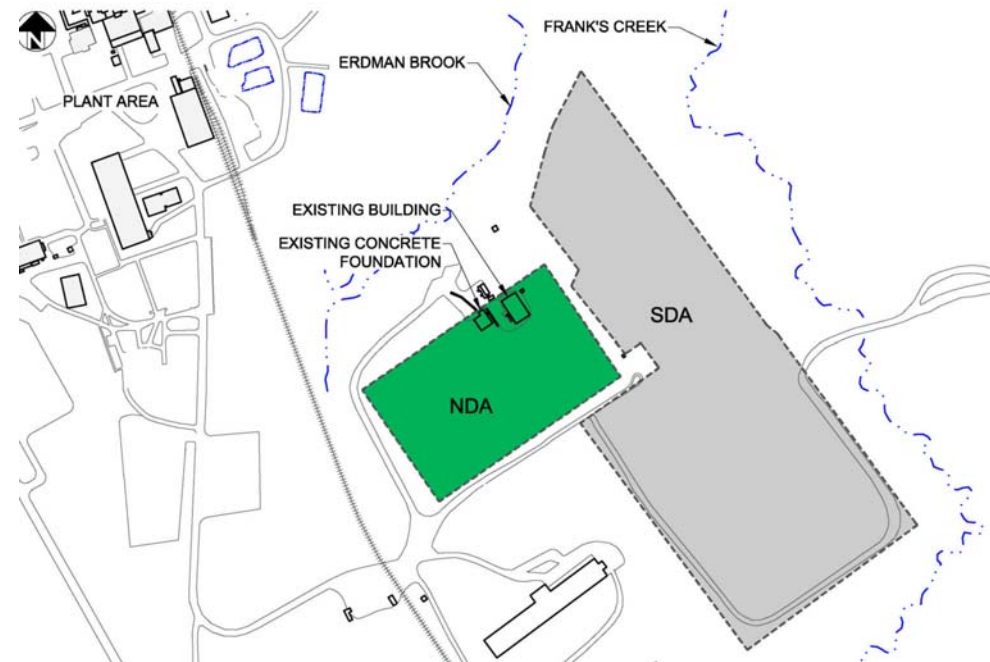 N
FRANK'S CREEK
ERDMAN BROOK
PLANT AREA
EXISTING BUILDING
EXISTING CONCRETE
FOUNDATION
SDA
NDA